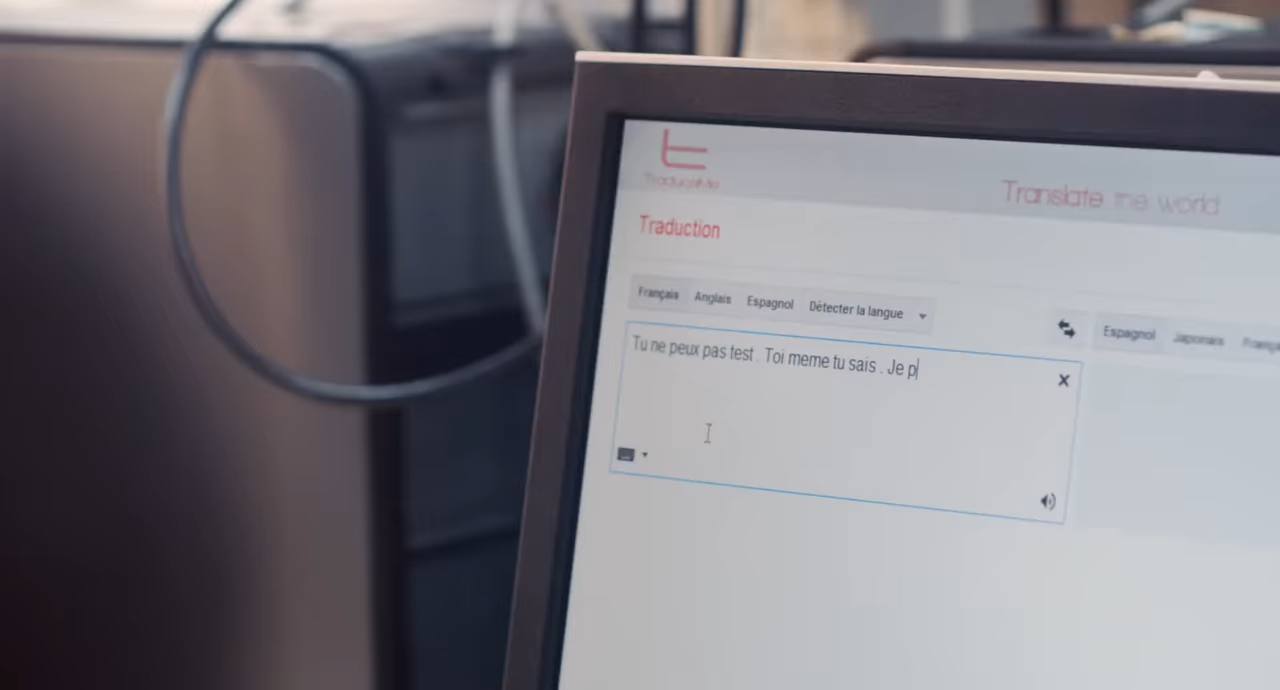 Translate me world
Traduction
Français Anglais Espagnol Détecter la langue
Espagnol Japonais
Tu ne peux pas test . Toi meme tu sais . Je p